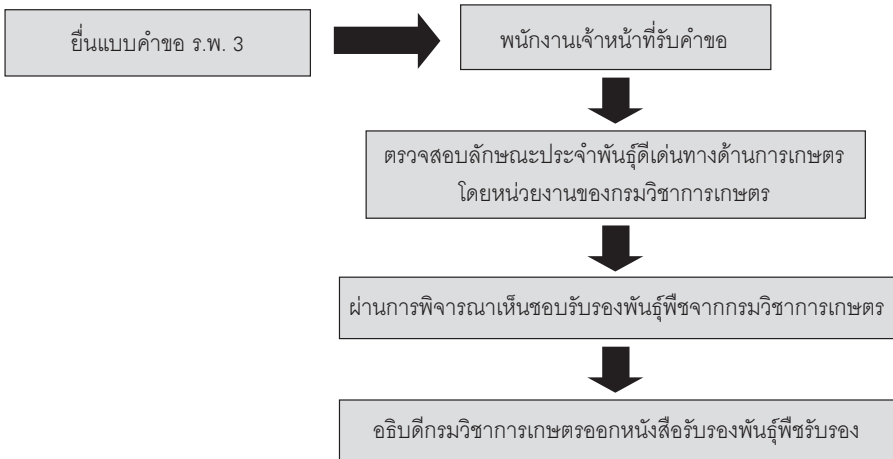 ยื่นแบบคำขอ ร.พ. 3
พนักงานเจ้าหน้าที่รับคำขอ
ตรวจสอบลักษณะประจำพันธุ์ดีเด่นทางด้านการเกษตร
โดยหน่วยงานของกรมวิชาการเกษตร
ผ่านการพิจารณาเห็นชอบรับรองพันธุ์พืชจากกรมวิชาการเกษตร
อธิบดีกรมวิชาการเกษตรออกหนังสือรับรองพันธุ์พืชรับรอง